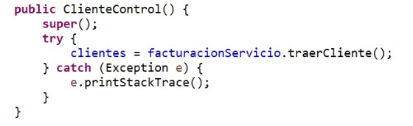 public ClienteControl() {
    super();
    try {
        clientes = facturacionServicio.traerCliente();
    } catch (Exception e) {
        e.printStackTrace();
    }
}